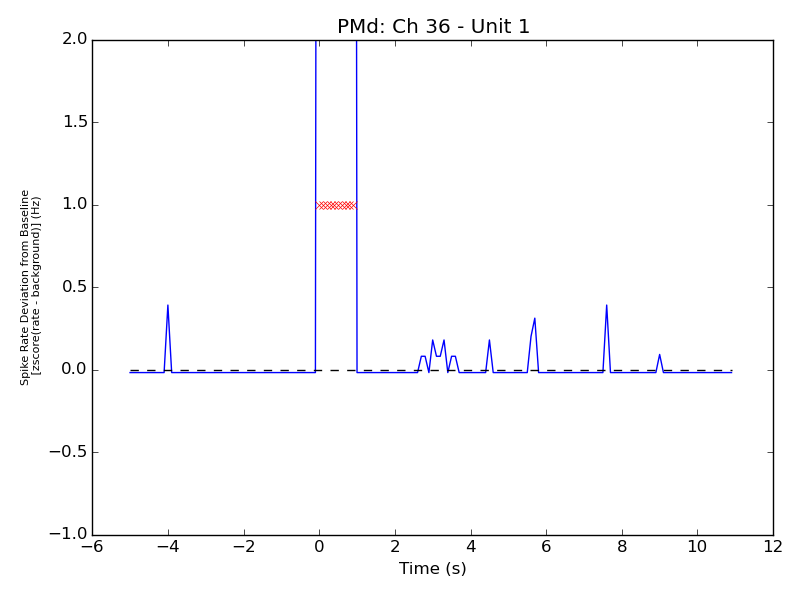 PMd: Ch 36 - Unit 1
2.0
1.5
1.0
0.5
0.0
−0.5
−1.0
Spike Rate Deviation from Baseline
[zscore(rate - background)] (Hz)
−6 −4 −2 0 2 4 6 8 10 12
Time (s)